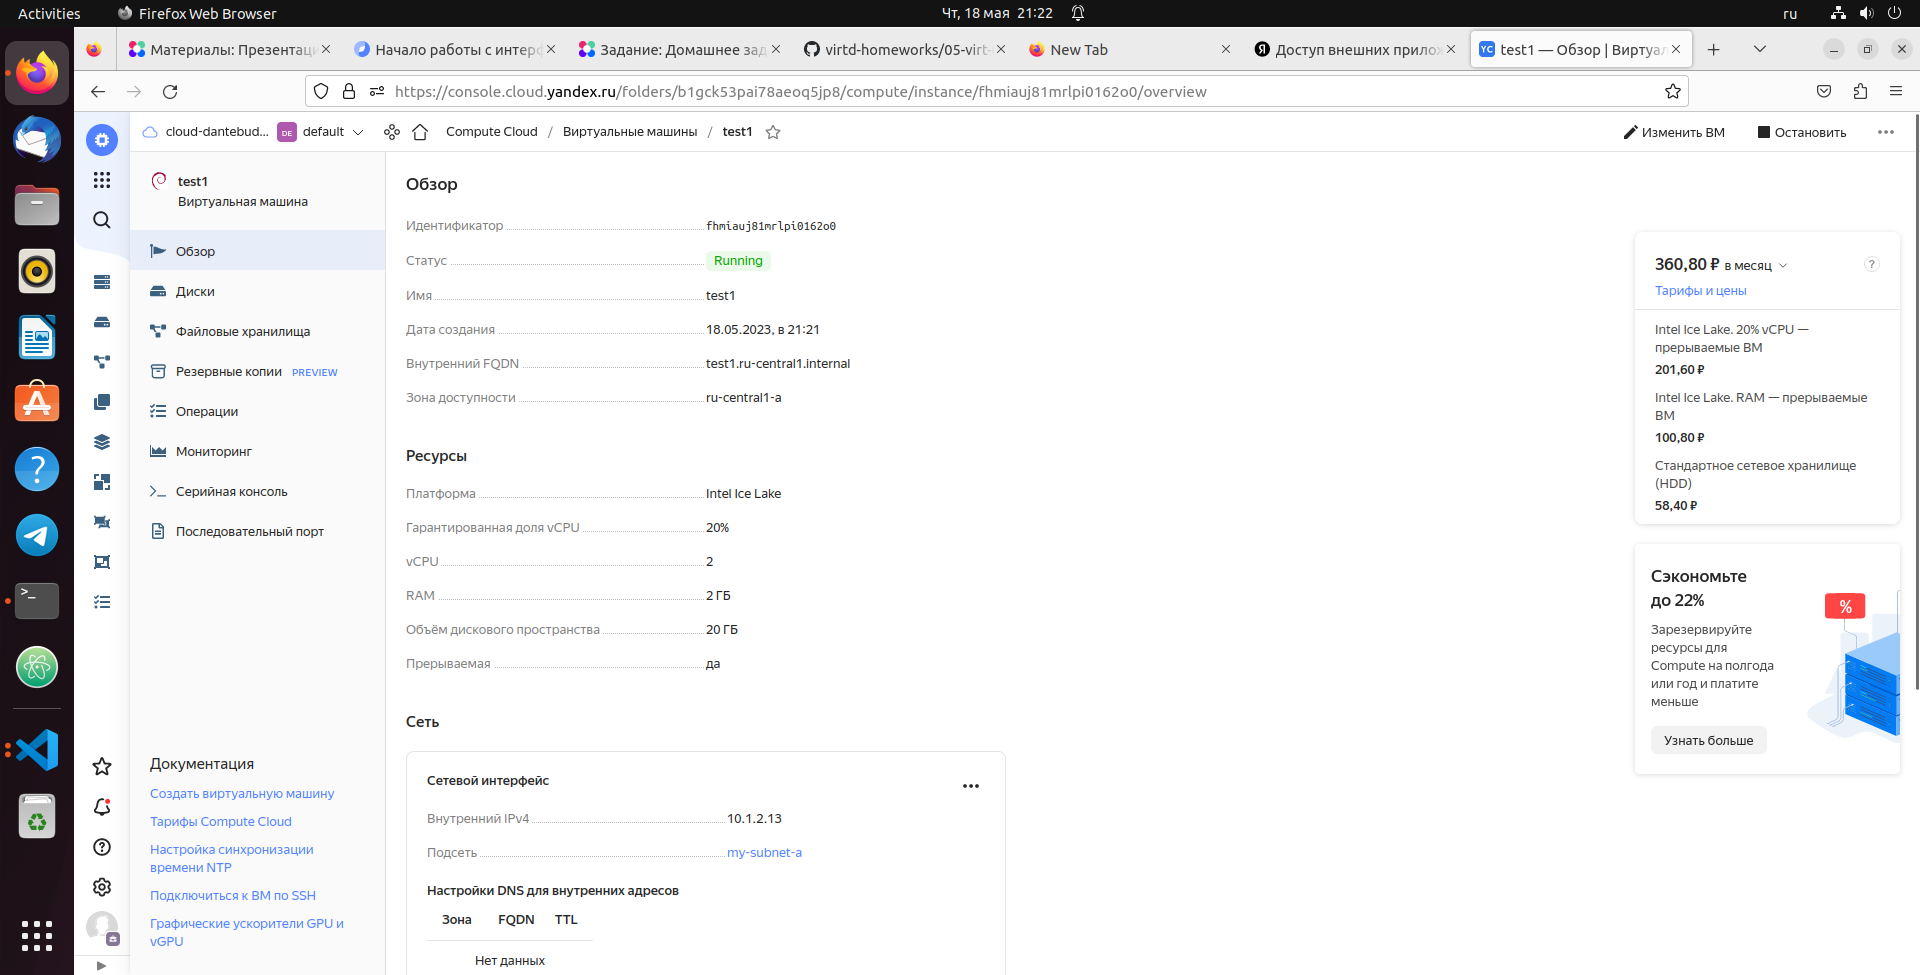 Activities
Firefox Web Browser
Чт, 18 мая 21:22
ru
Материалы: Презентаци
Начало работы с интерф
Задание: Домашнее зад
virtd-homeworks/05-virt-
New Tab
Доступ внешних прилож
YC
test1 — Обзор | Виртуал
https://console.cloud.yandex.ru/folders/b1gck53pai78aeoq5jp8/compute/instance/fhmiauj81mrlpi0162o0/overview
cloud-dantebud...
DE
default
Compute Cloud / Виртуальные машины / test1
Изменить ВМ
Остановить
test1
Виртуальная машина
Обзор
Диски
Файловые хранилища
Резервные копии PREVIEW
Операции
Мониторинг
Серийная консоль
Последовательный порт
Документация
Создать виртуальную машину
Тарифы Compute Cloud
Настройка синхронизации
времени NTP
Подключиться к ВМ по SSH
Графические ускорители GPU и
vGPU
Обзор
Идентификатор fhmiauj81mrlpi0162o0
Статус Running
Имя test1
Дата создания 18.05.2023, в 21:21
Внутренний FQDN test1.ru-central1.internal
Зона доступности ru-central1-a
Ресурсы
Платформа Intel Ice Lake
Гарантированная доля vCPU 20%
vCPU 2
RAM 2 ГБ
Объём дискового пространства 20 ГБ
Прерываемая да
Сеть
Сетевой интерфейс
Внутренний IPv4 10.1.2.13
Подсеть my-subnet-a
Настройки DNS для внутренних адресов
Зона FQDN TTL
Нет данных
360,80 ₽ в месяц
?
Тарифы и цены
Intel Ice Lake. 20% vCPU —
прерываемые ВМ
201,60 ₽
Intel Ice Lake. RAM — прерываемые
ВМ
100,80 ₽
Стандартное сетевое хранилище
(HDD)
58,40 ₽
Сэкономьте
до 22%
%
Зарезервируйте
ресурсы для
Compute на полгода
или год и платите
меньше
Узнать больше